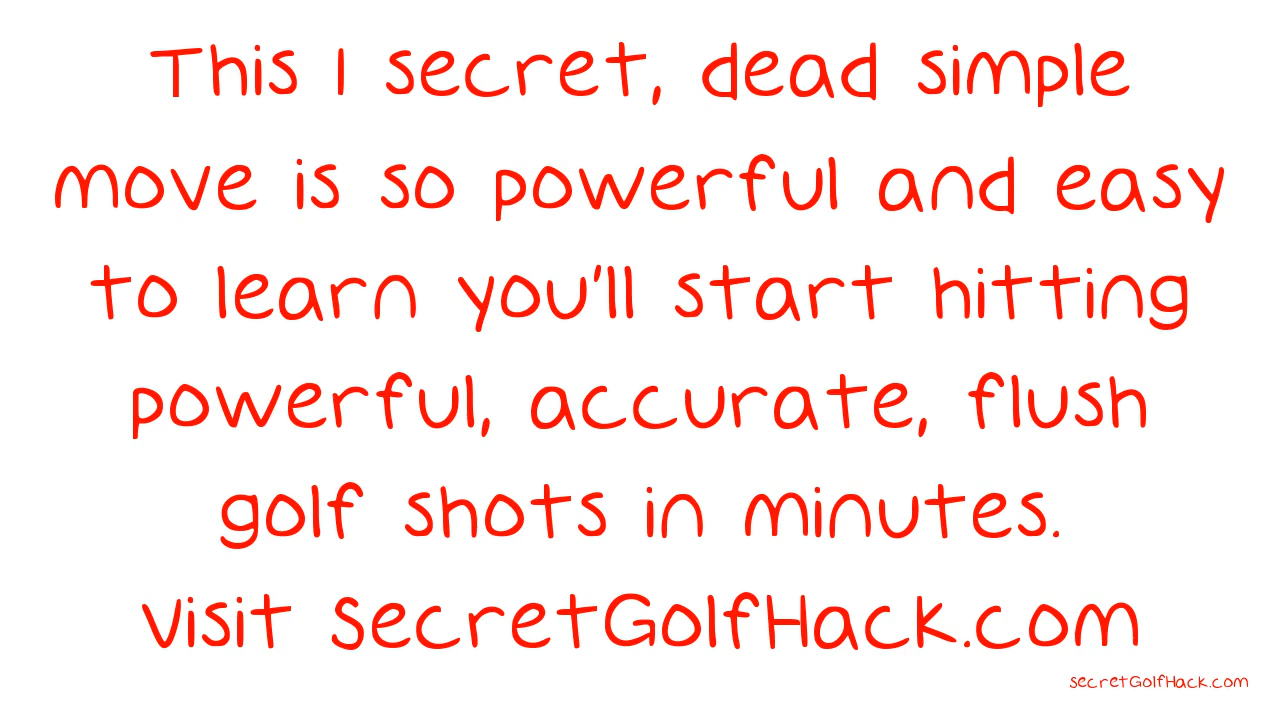 This 1 secret, dead simple
move is so powerful and easy
to learn you'll start hitting
powerful, accurate, flush
golf shots in minutes.
Visit SecretGolfHack.com
secretGolfHack.com